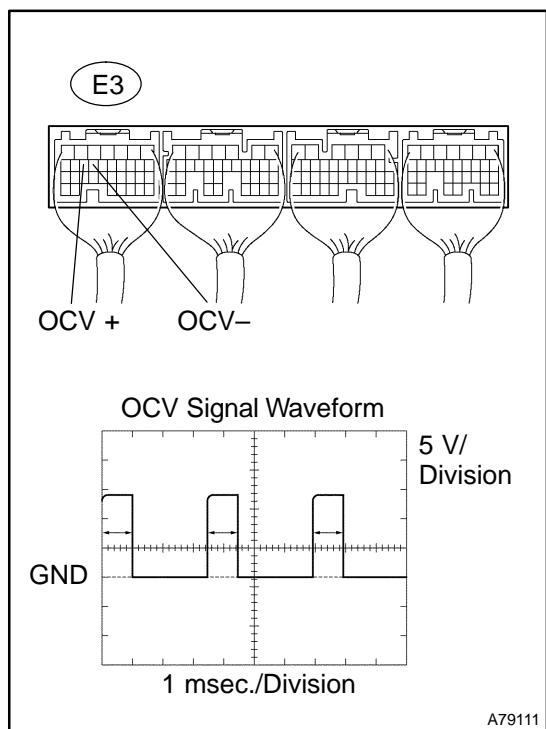 E3
OCV + OCV–
OCV Signal Waveform
5 V/
Division
GND
1 msec./Division
A79111